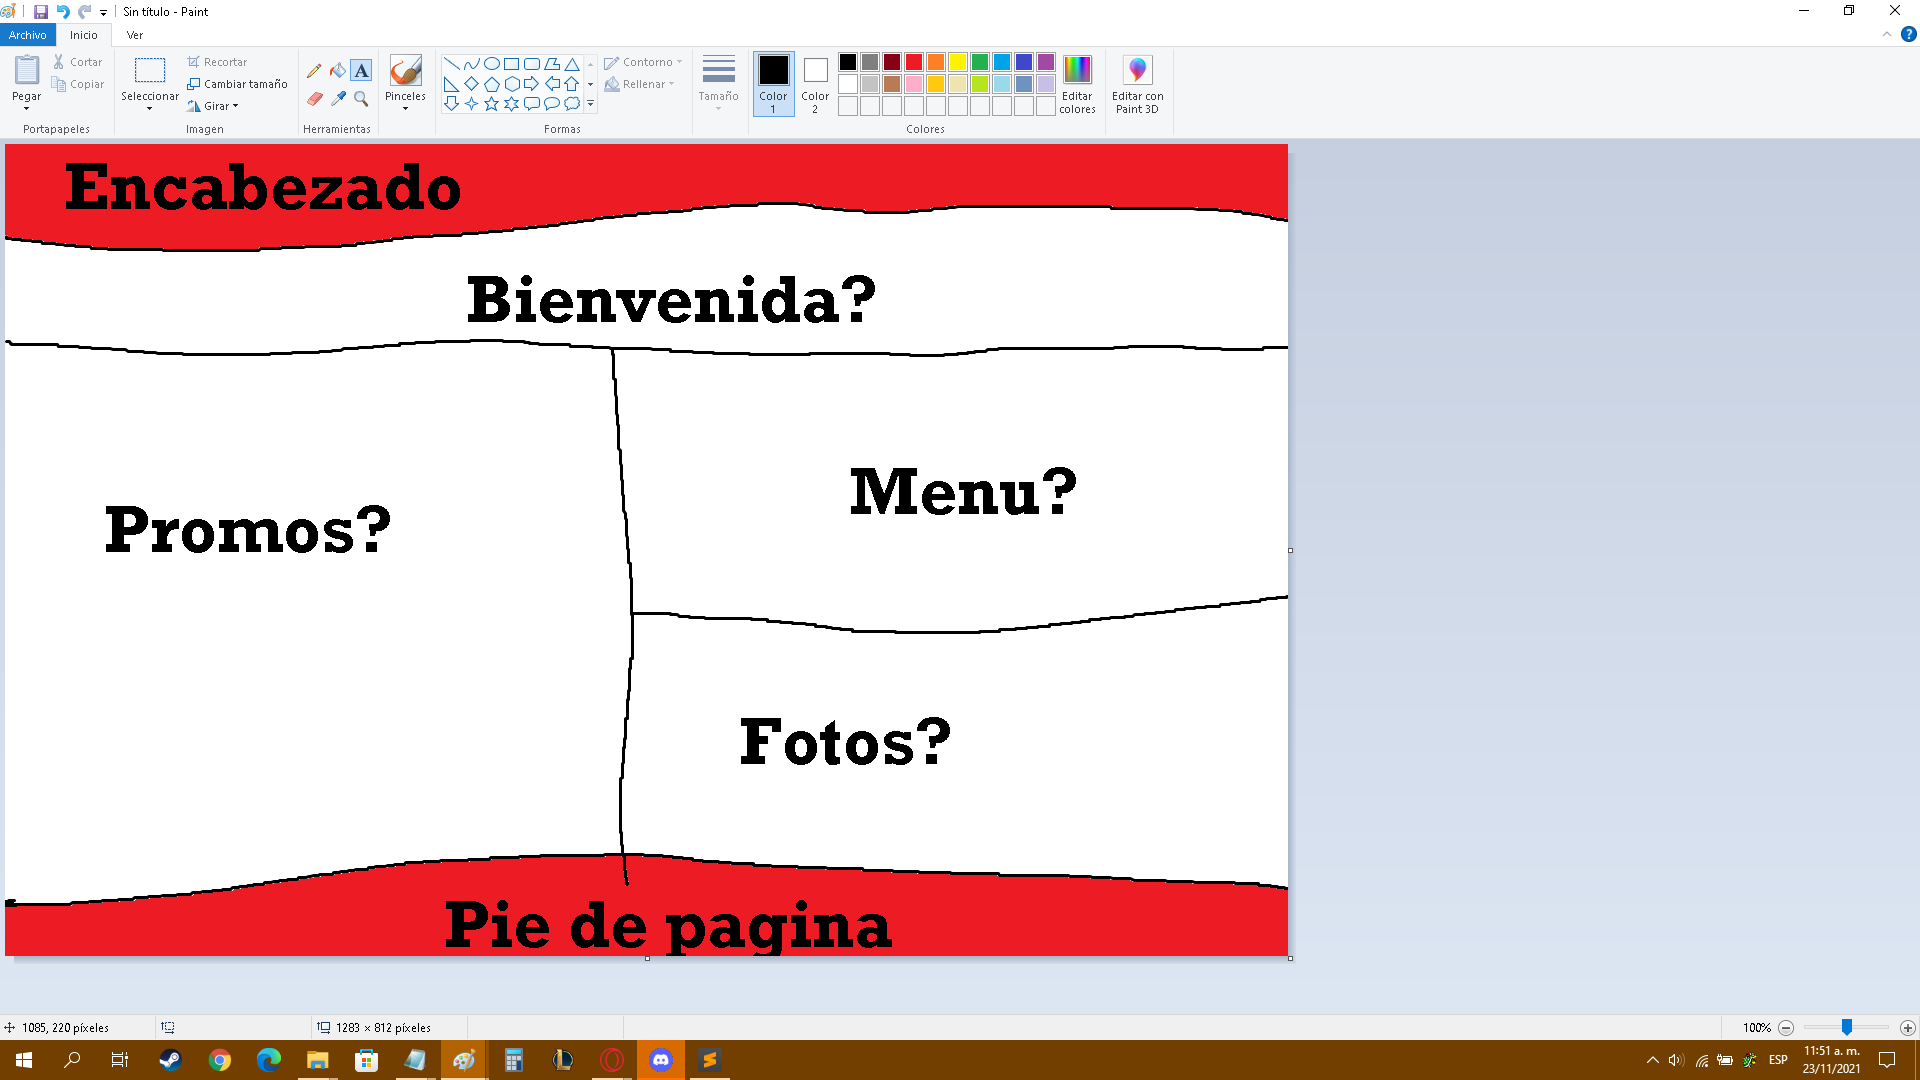 Sin título - Paint
Archivo
Inicio
Ver
Pegar
Cortar
Copiar
Portapapeles
Seleccionar
Recortar
Cambiar tamaño
Girar
Imagen
Herramientas
Pinceles
Formas
Contorno
Rellenar
Tamaño
Color
1
Color
2
Editar
colores
Colores
Editar con
Paint 3D
Encabezado
Bienvenida?
Promos?
Menu?
Fotos?
Pie de pagina
1085, 220 píxeles
1283 × 812 píxeles
100%
ESP
11:51 a. m.
23/11/2021